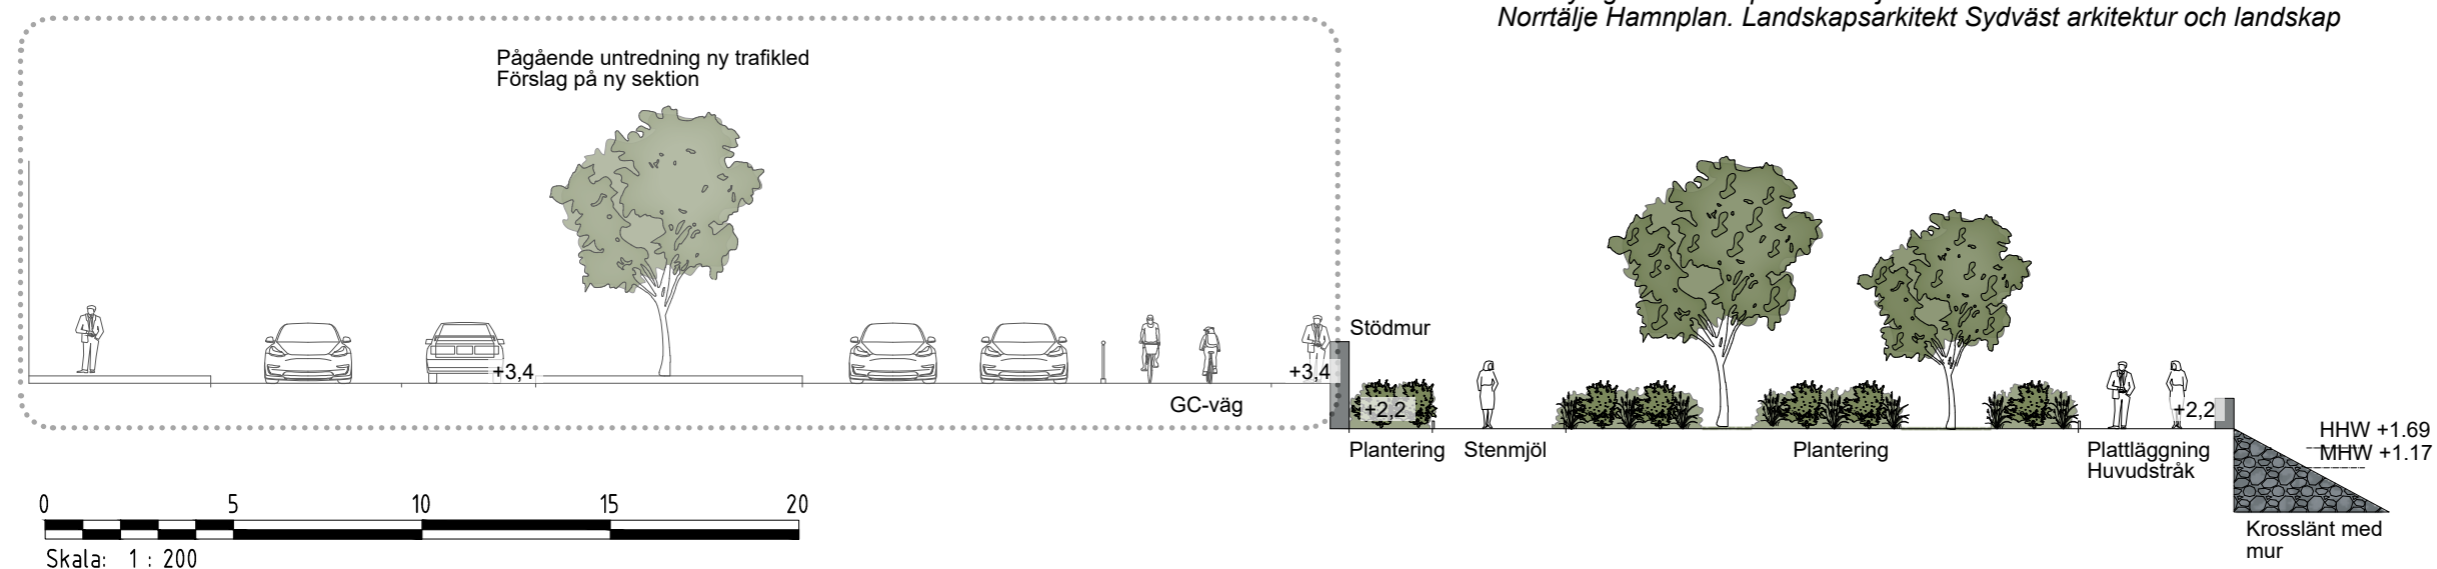 Norrtälje Hamnplan. Landskapsarkitekt Sydväst arkitektur och landskap
Pågående untredning ny trafikled
Förslag på ny sektion
Stödmur
+3,4
+3,4
GC-väg
+2,2
+2,2
HHW +1.69
MHW +1.17
Plantering
Stenmjöl
Plantering
Plattläggning
Huvudstråk
Krosslänt med
mur
0 5 10 15 20
Skala: 1 : 200